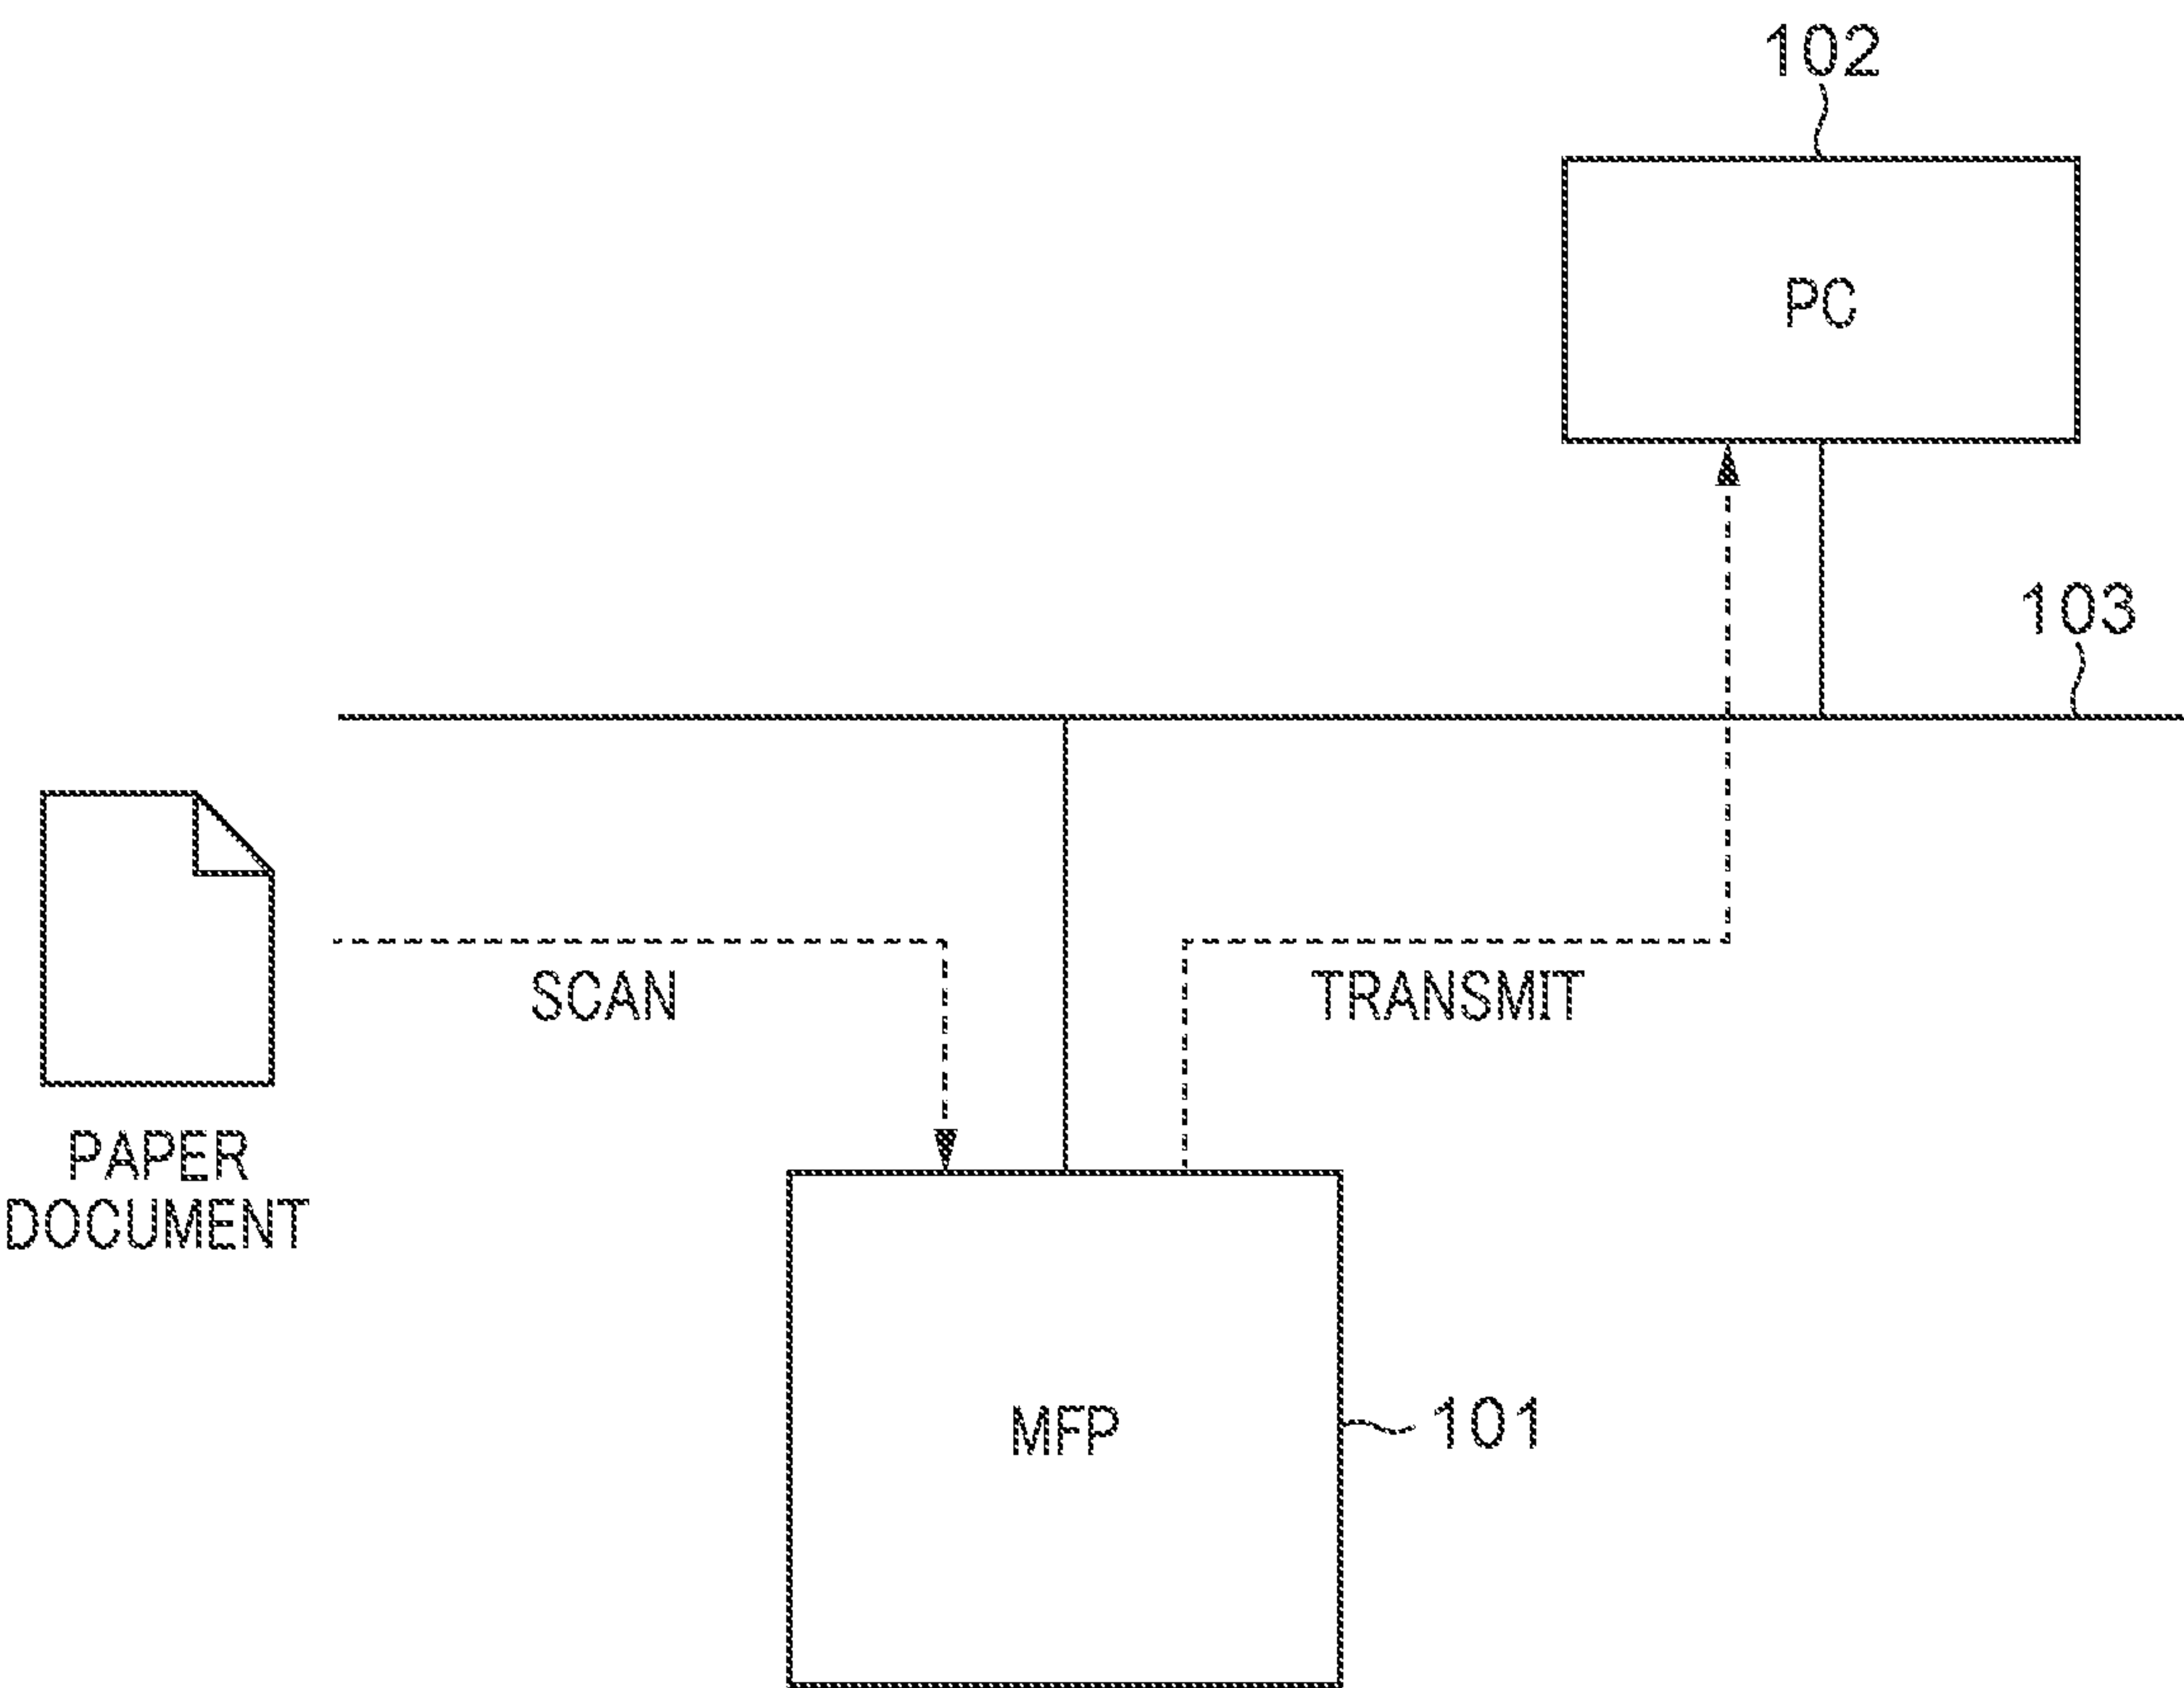 102
PC
103
SCAN
TRANSMIT
PAPER
DOCUMENT
MFP
101